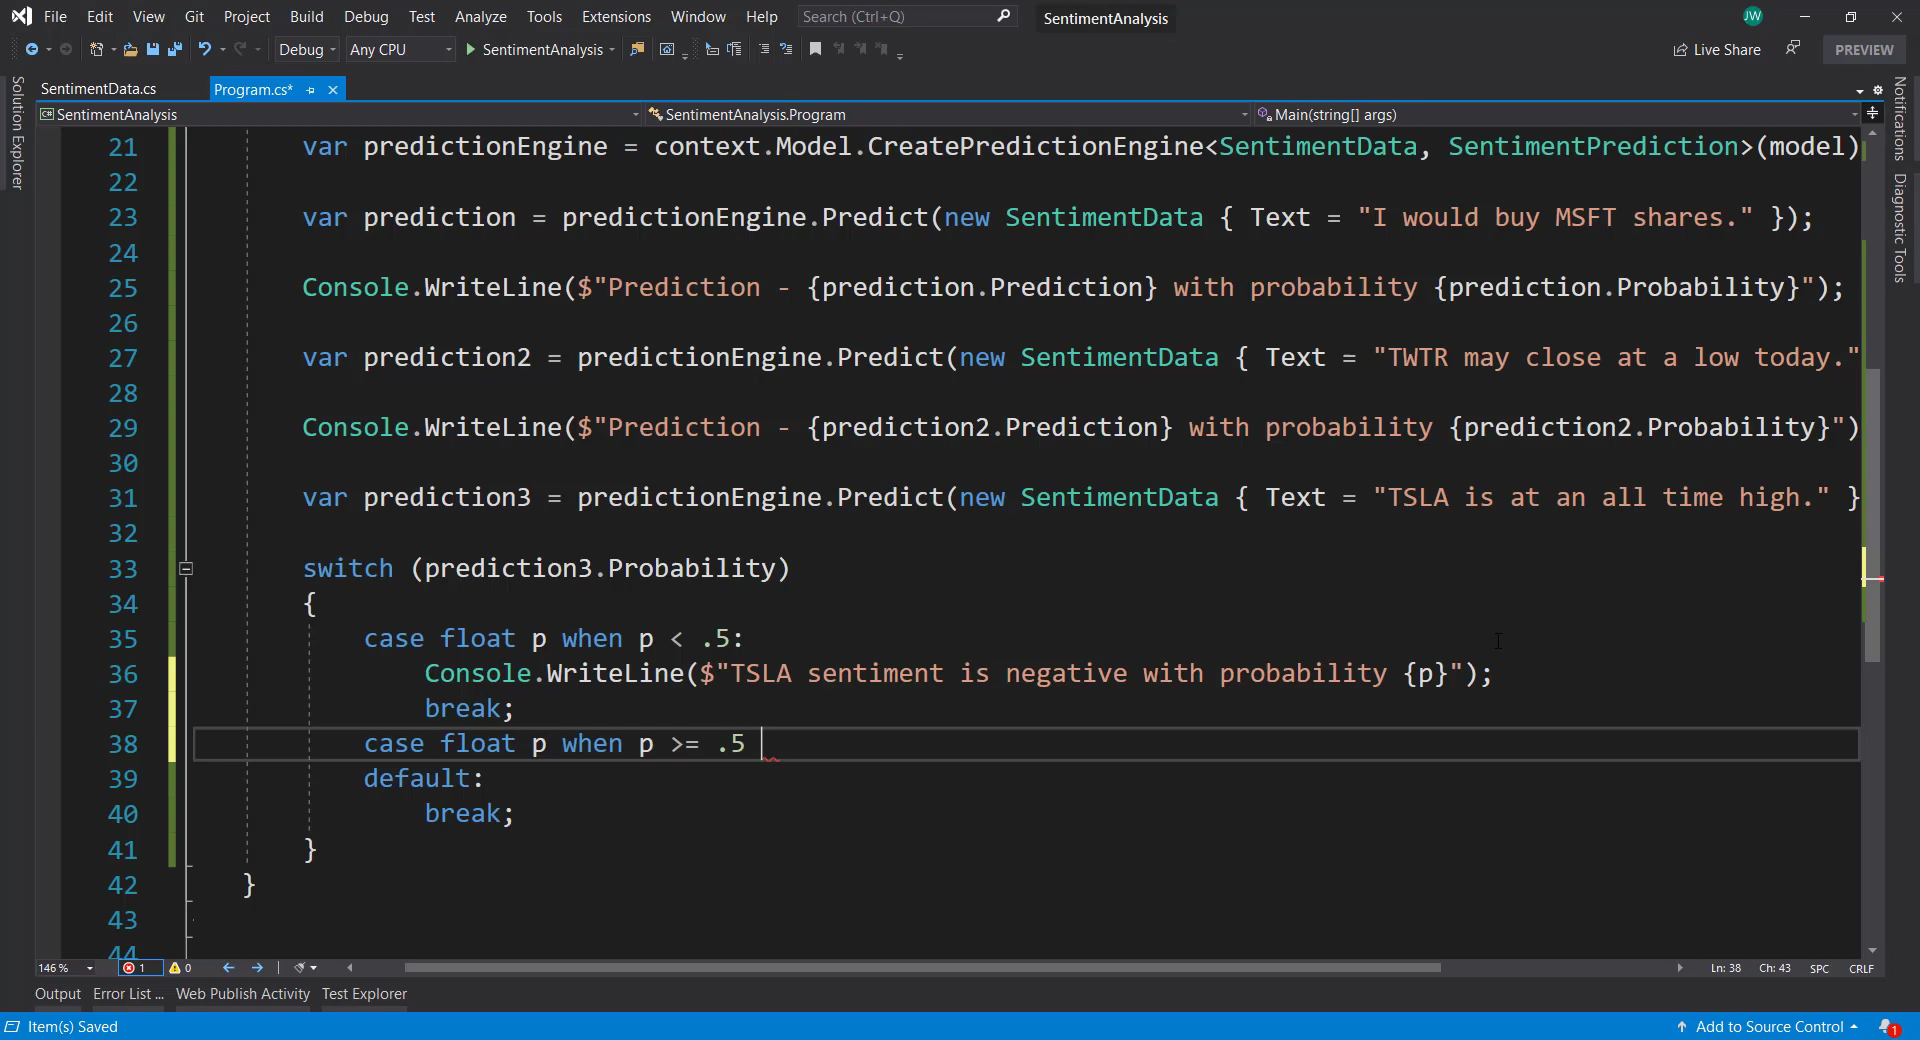 File Edit View Git Project Build Debug Test Analyze Tools Extensions Window Help Search (Ctrl+Q) SentimentAnalysis JW
Debug Any CPU SentimentAnalysis Live Share PREVIEW
SentimentData.cs Program.cs*
SentimentAnalysis SentimentAnalysis.Program Main(string[] args)
Solution Explorer
Notifications
Diagnostic Tools
21 var predictionEngine = context.Model.CreatePredictionEngine<SentimentData, SentimentPrediction>(model)
22
23 var prediction = predictionEngine.Predict(new SentimentData { Text = "I would buy MSFT shares." });
24
25 Console.WriteLine($"Prediction - {prediction.Prediction} with probability {prediction.Probability}");
26
27 var prediction2 = predictionEngine.Predict(new SentimentData { Text = "TWTR may close at a low today."
28
29 Console.WriteLine($"Prediction - {prediction2.Prediction} with probability {prediction2.Probability}")
30
31 var prediction3 = predictionEngine.Predict(new SentimentData { Text = "TSLA is at an all time high." }
32
33 switch (prediction3.Probability)
34 {
35 case float p when p < .5:
36 Console.WriteLine($"TSLA sentiment is negative with probability {p}");
37 break;
38 case float p when p >= .5
39 default:
40 break;
41 }
42 }
43
44
146 % 1 0 Ln: 38 Ch: 43 SPC CRLF
Output Error List ... Web Publish Activity Test Explorer
Item(s) Saved Add to Source Control 1